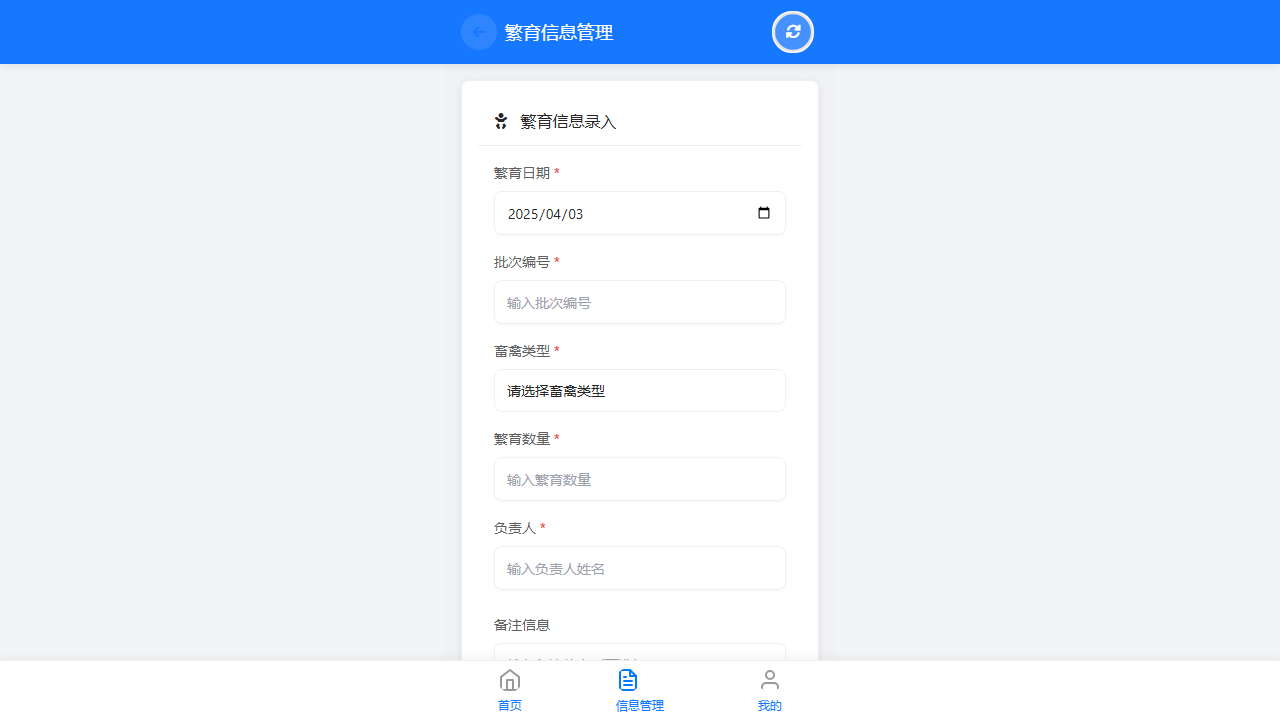 繁育信息管理
繁育信息录入
繁育日期 *
2025/04/03
批次编号 *
输入批次编号
畜禽类型 *
请选择畜禽类型
繁育数量 *
输入繁育数量
负责人 *
输入负责人姓名
备注信息
首页
信息管理
我的